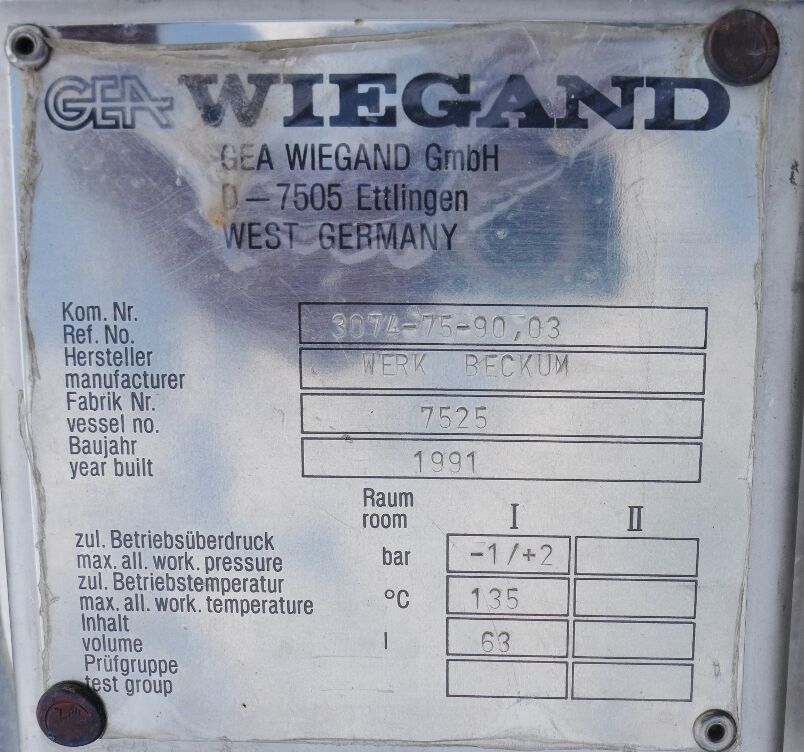 GEA WIEGAND
GEA WIEGAND GmbH
D-7505 Ettlingen
WEST GERMANY
Kom. Nr.
Ref. No. 3074-75-90,03
Hersteller
manufacturer WERK BECKUM
Fabrik Nr.
vessel no. 7525
Baujahr
year built 1991
Raum
room I II
zul. Betriebsüberdruck
max. all. work. pressure bar -1/+2
zul. Betriebstemperatur
max. all. work. temperature °C 135
Inhalt
volume l 63
Prüfgruppe
test group